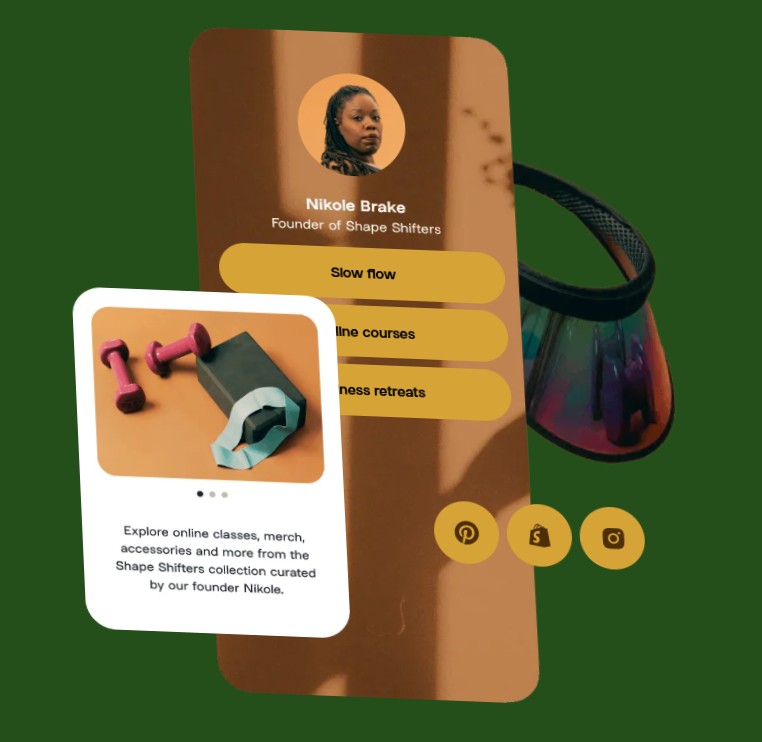 Nikole Brake
Founder of Shape Shifters
Slow flow
line courses
ness retreats
Explore online classes, merch,
accessories and more from the
Shape Shifters collection curated
by our founder Nikole.